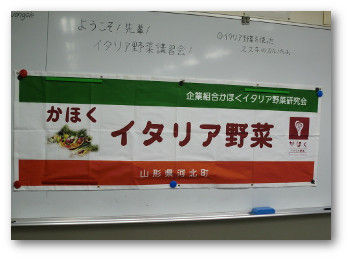 ようこそ！先輩！
イタリア野菜講習会！
企業組合かほくイタリア野菜研究会
かほく
イタリア野菜
かほく
山形県河北町